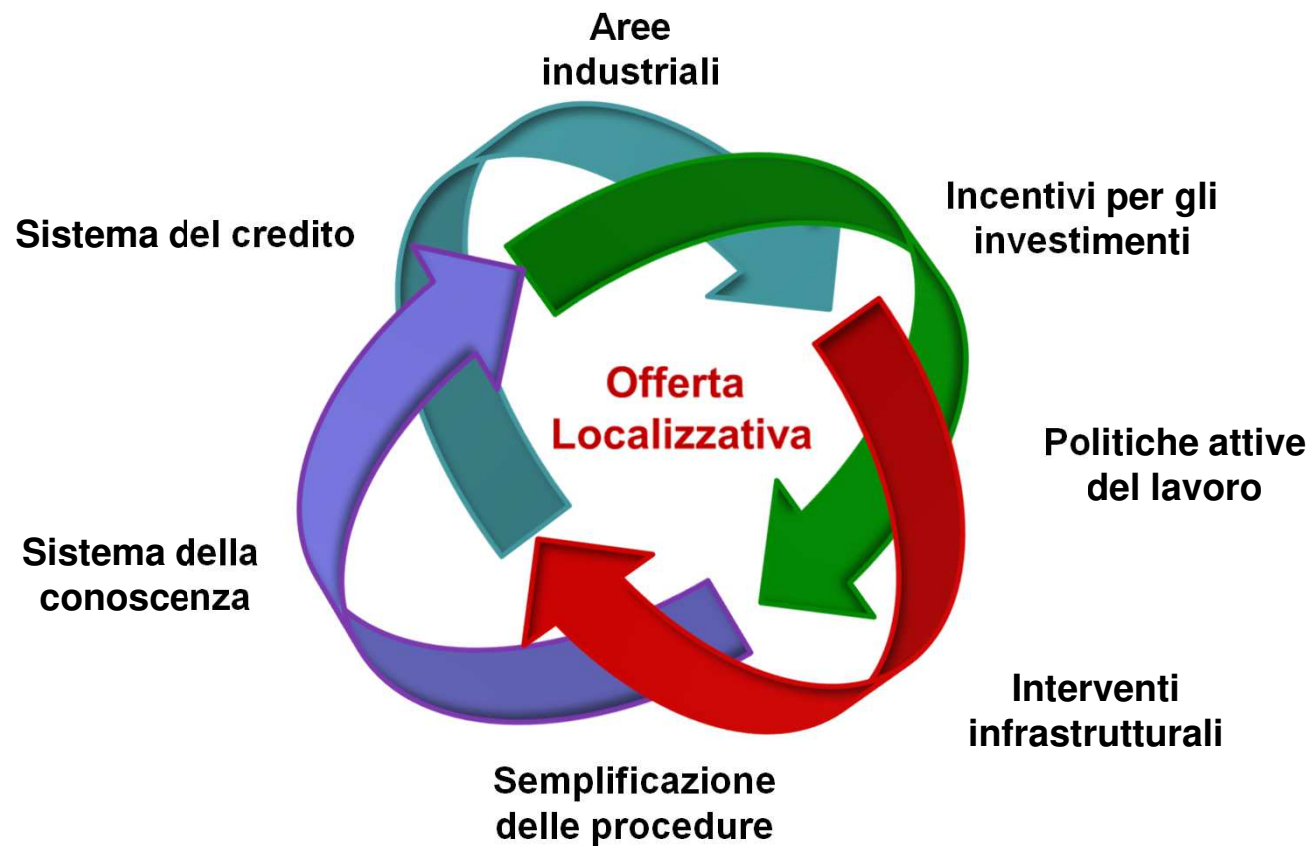 Aree
industriali
Incentivi per gli
investimenti
Sistema del credito
Offerta
Localizzativa
Politiche attive
del lavoro
Sistema della
conoscenza
Interventi
infrastrutturali
Semplificazione
delle procedure